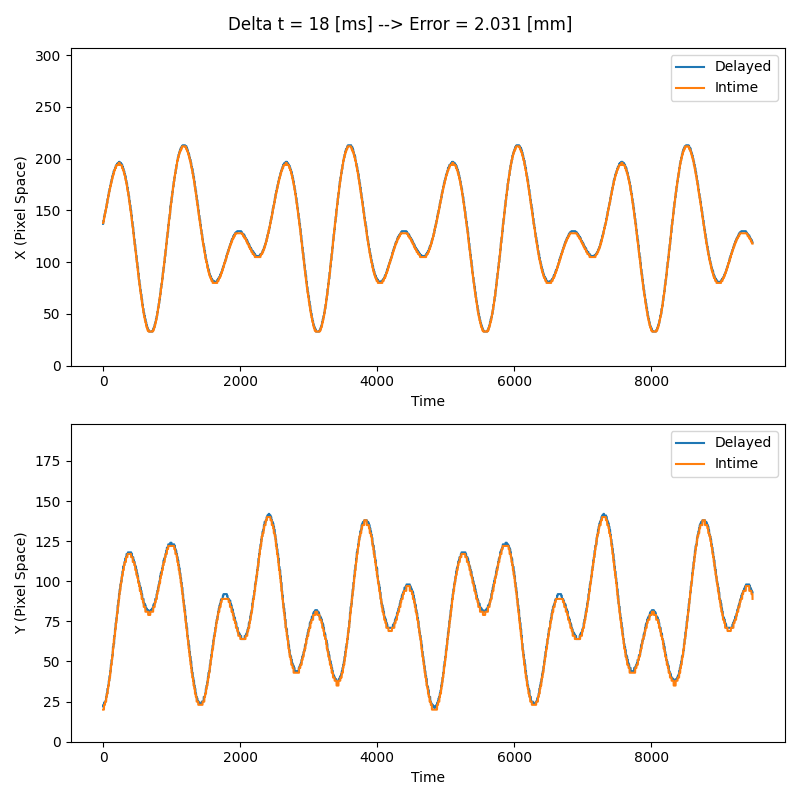 Delta t = 18 [ms] --> Error = 2.031 [mm]
300
250
200
150
100
50
0
X (Pixel Space)
Delayed
Intime
0 2000 4000 6000 8000
Time
175
150
125
100
75
50
25
0
Y (Pixel Space)
Delayed
Intime
0 2000 4000 6000 8000
Time